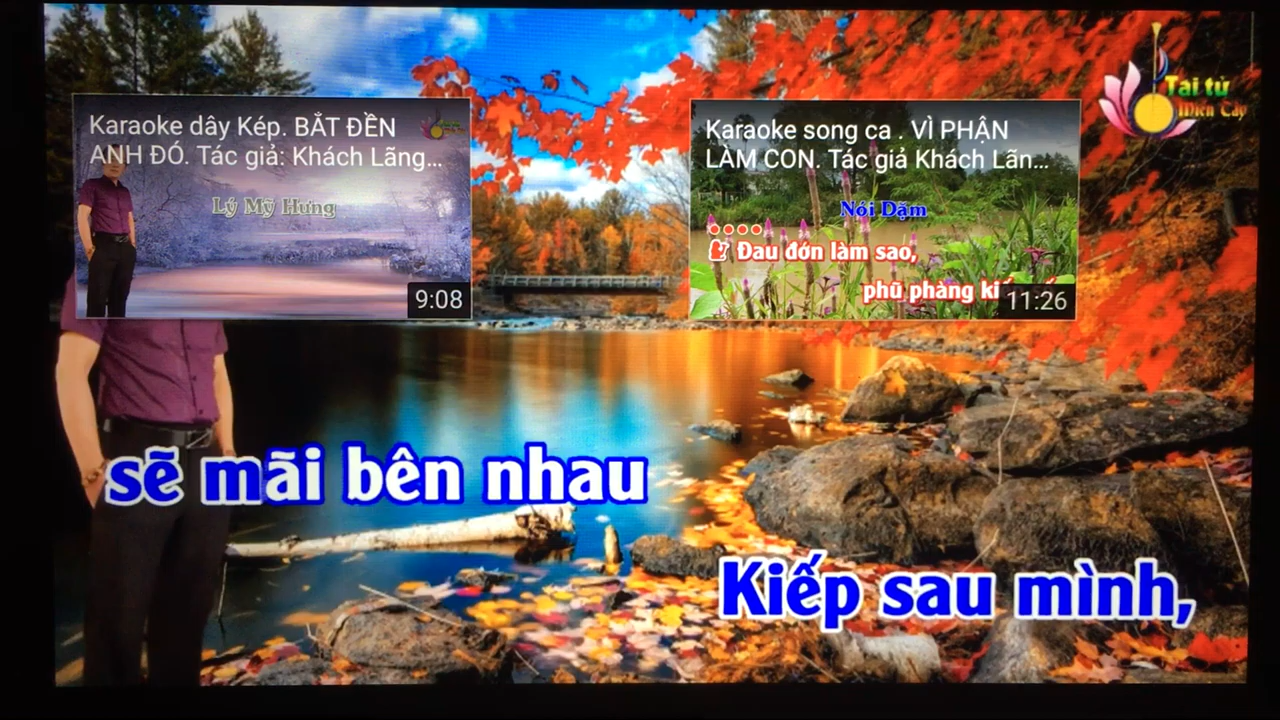 Tài tử
Miền Tây
Karaoke dây Kép. BẮT ĐỀN
ANH ĐÓ. Tác giả: Khách Lãng...
Lý Mỹ Hưng
9:08
Karaoke song ca . VÌ PHẬN
LÀM CON. Tác giả Khách Lãn...
Nói Dặm
Đau đớn làm sao,
phũ phàng
11:26
sẽ mãi bên nhau
Kiếp sau mình,